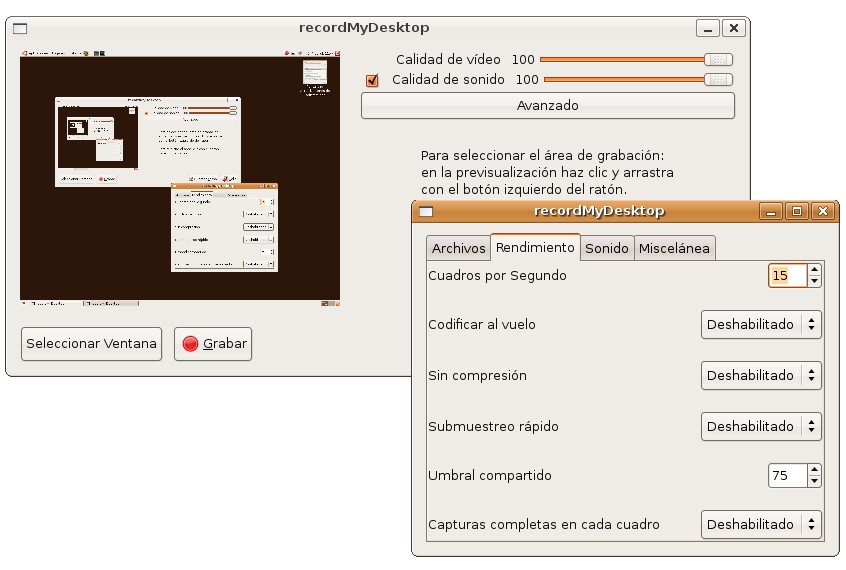 recordMyDesktop
Calidad de vídeo 100
Calidad de sonido 100
Avanzado
Para seleccionar el área de grabación:
en la previsualización haz clic y arrastra
con el botón izquierdo del ratón.
Seleccionar Ventana
Grabar
recordMyDesktop
Archivos Rendimiento Sonido Miscelánea
Cuadros por Segundo 15
Codificar al vuelo Deshabilitado
Sin compresión Deshabilitado
Submuestreo rápido Deshabilitado
Umbral compartido 75
Capturas completas en cada cuadro Deshabilitado